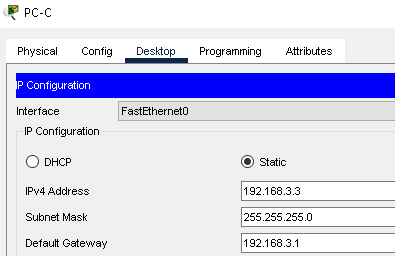 PC-C
Physical Config Desktop Programming Attributes
IP Configuration
Interface FastEthernet0
IP Configuration
DHCP Static
IPv4 Address 192.168.3.3
Subnet Mask 255.255.255.0
Default Gateway 192.168.3.1